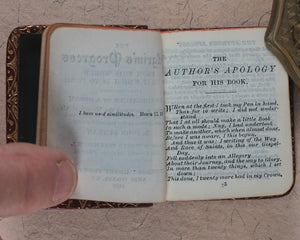 I have used similitudes. Hosea 12. 10
THE
AUTHOR'S APOLOGY
FOR HIS BOOK.
When at the first I took my Pen in hand,
Thus for to write; I did not understand
That I at all should make a little Book
In such a mode; Nay, I had undertook
To make another, which when almost done,
Before I was aware, I this begun.
And thus it was; I writing of the Way
And Race of Saints, in this our Gospel-
Day,
Fell suddenly into an Allegory
About their Journey, and the way to Glory,
In more than twenty things, which I set
down;
This done, I twenty more had in my Crown,